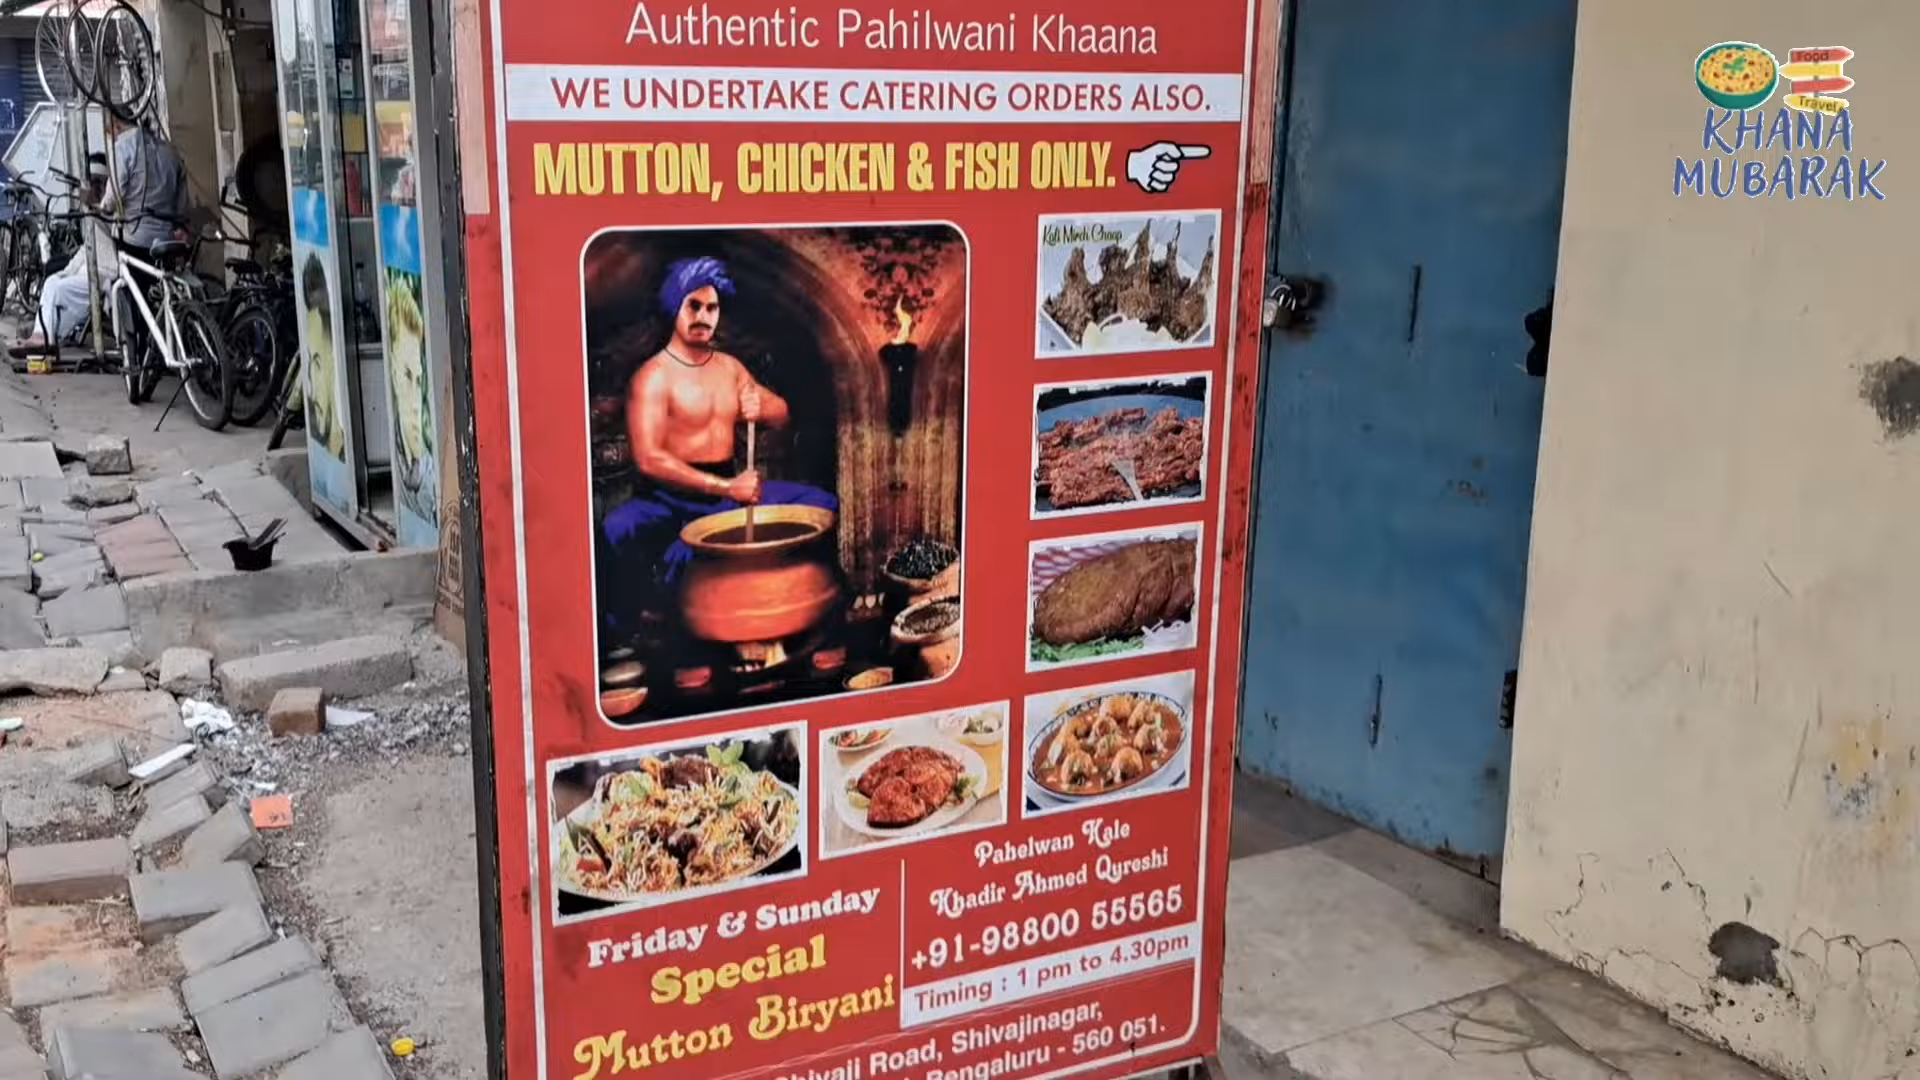 Authentic Pahilwani Khaana
WE UNDERTAKE CATERING ORDERS ALSO.
MUTTON, CHICKEN & FISH ONLY.
Kali Mirch Chaap
Friday & Sunday
Special
Mutton Biryani
Pahelwan Kale
Khadir Ahmed Qureshi
+91-98800 55565
Timing : 1 pm to 4.30pm
Shivaji Road, Shivajinagar,
Bengaluru - 560 051.
Food
Travel
KHANA
MUBARAK